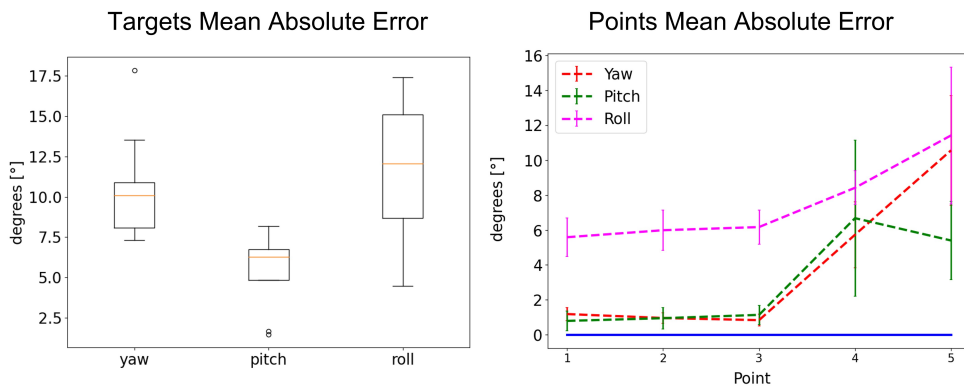 Targets Mean Absolute Error
degrees [°]
17.5
15.0
12.5
10.0
7.5
5.0
2.5
yaw pitch roll
Points Mean Absolute Error
degrees [°]
16
14
12
10
8
6
4
2
0
Yaw
Pitch
Roll
1 2 3 4 5
Point